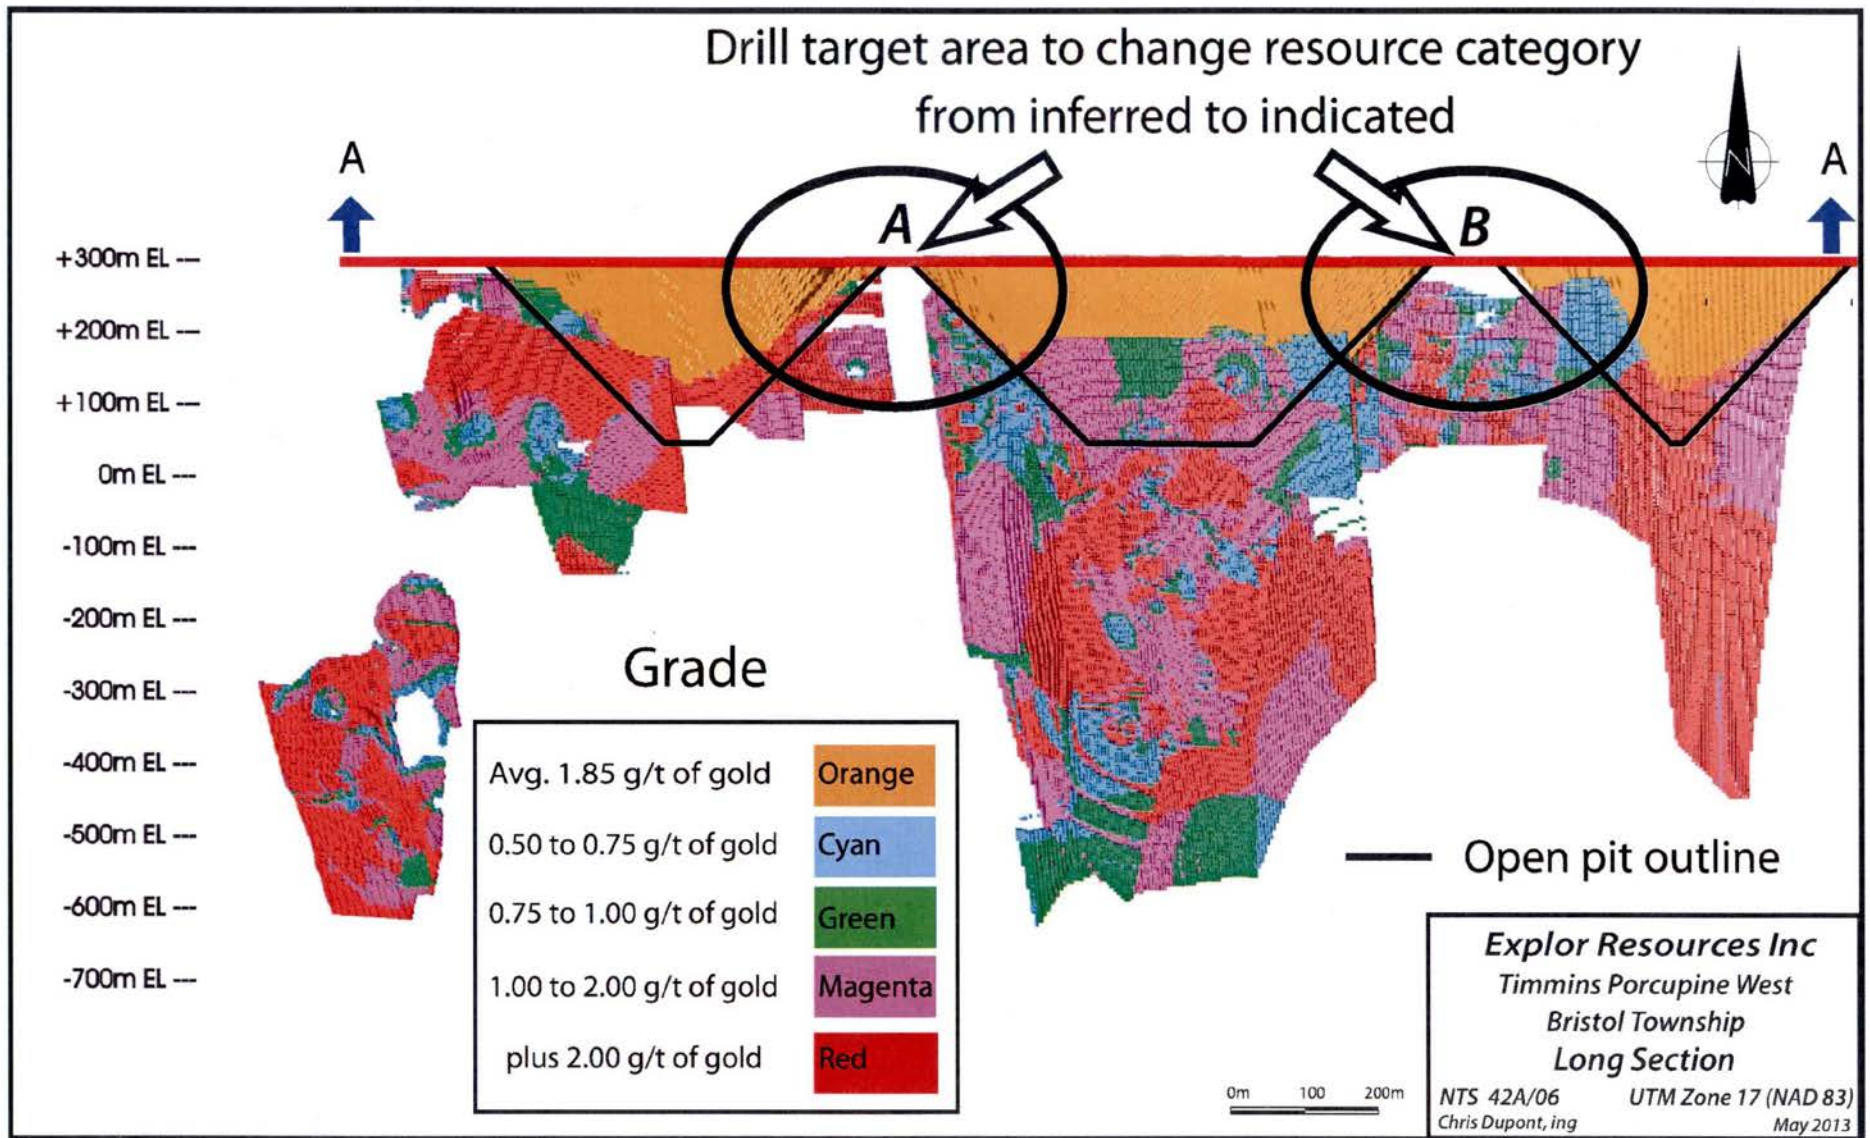 Drill target area to change resource category
from inferred to indicated
N
A
A
A
B
+300m EL ---
+200m EL ---
+100m EL ---
0m EL ---
-100m EL ---
-200m EL ---
-300m EL ---
-400m EL ---
-500m EL ---
-600m EL ---
-700m EL ---
Grade
Avg. 1.85 g/t of gold Orange
0.50 to 0.75 g/t of gold Cyan
0.75 to 1.00 g/t of gold Green
1.00 to 2.00 g/t of gold Magenta
plus 2.00 g/t of gold Red
Open pit outline
0m 100 200m
Explor Resources Inc
Timmins Porcupine West
Bristol Township
Long Section
NTS 42A/06 UTM Zone 17 (NAD 83)
Chris Dupont, ing May 2013